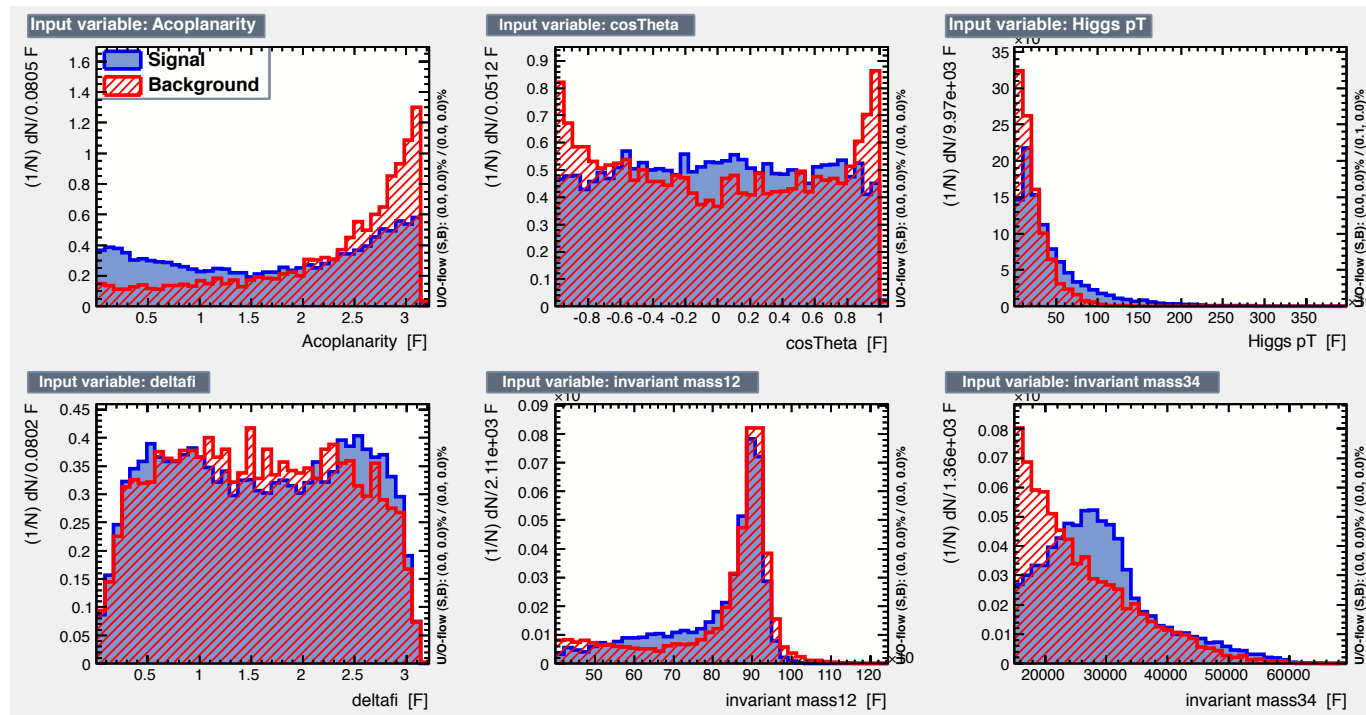 Input variable: Acoplanarity
(1/N) dN/0.0805 F
1.6
1.4
1.2
1
0.8
0.6
0.4
0.2
0
Signal
Background
0.5 1 1.5 2 2.5 3
Acoplanarity [F]
U/O-flow (S,B): (0.0, 0.0)% / (0.0, 0.0)%
Input variable: cosTheta
(1/N) dN/0.0512 F
0.9
0.8
0.7
0.6
0.5
0.4
0.3
0.2
0.1
0
-0.8 -0.6 -0.4 -0.2 0 0.2 0.4 0.6 0.8 1
cosTheta [F]
U/O-flow (S,B): (0.0, 0.0)% / (0.0, 0.0)%
Input variable: Higgs pT
(1/N) dN/9.97e+03 F
35
30
25
20
15
10
5
0
50 100 150 200 250 300 350
Higgs pT [F]
U/O-flow (S,B): (0.0, 0.0)% / (0.1, 0.0)%
Input variable: deltafi
(1/N) dN/0.0802 F
0.45
0.4
0.35
0.3
0.25
0.2
0.15
0.1
0.05
0
0.5 1 1.5 2 2.5 3
deltafi [F]
U/O-flow (S,B): (0.0, 0.0)% / (0.0, 0.0)%
Input variable: invariant mass12
×10
(1/N) dN/2.11e+03 F
0.09
0.08
0.07
0.06
0.05
0.04
0.03
0.02
0.01
0
50 60 70 80 90 100 110 120
invariant mass12 [F]
U/O-flow (S,B): (0.0, 0.0)% / (0.0, 0.0)%
Input variable: invariant mass34
×10
(1/N) dN/1.36e+03 F
0.08
0.07
0.06
0.05
0.04
0.03
0.02
0.01
0
20000 30000 40000 50000 60000
invariant mass34 [F]
U/O-flow (S,B): (0.0, 0.0)% / (0.0, 0.0)%